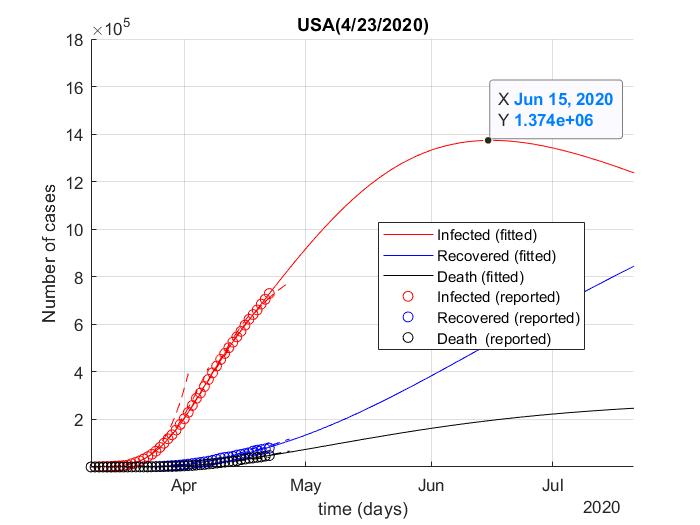 USA(4/23/2020)
×10⁵
18
16
14
12
10
8
6
4
2
Number of cases
X Jun 15, 2020
Y 1.374e+06
Infected (fitted)
Recovered (fitted)
Death (fitted)
Infected (reported)
Recovered (reported)
Death (reported)
Apr May Jun Jul
time (days)
2020